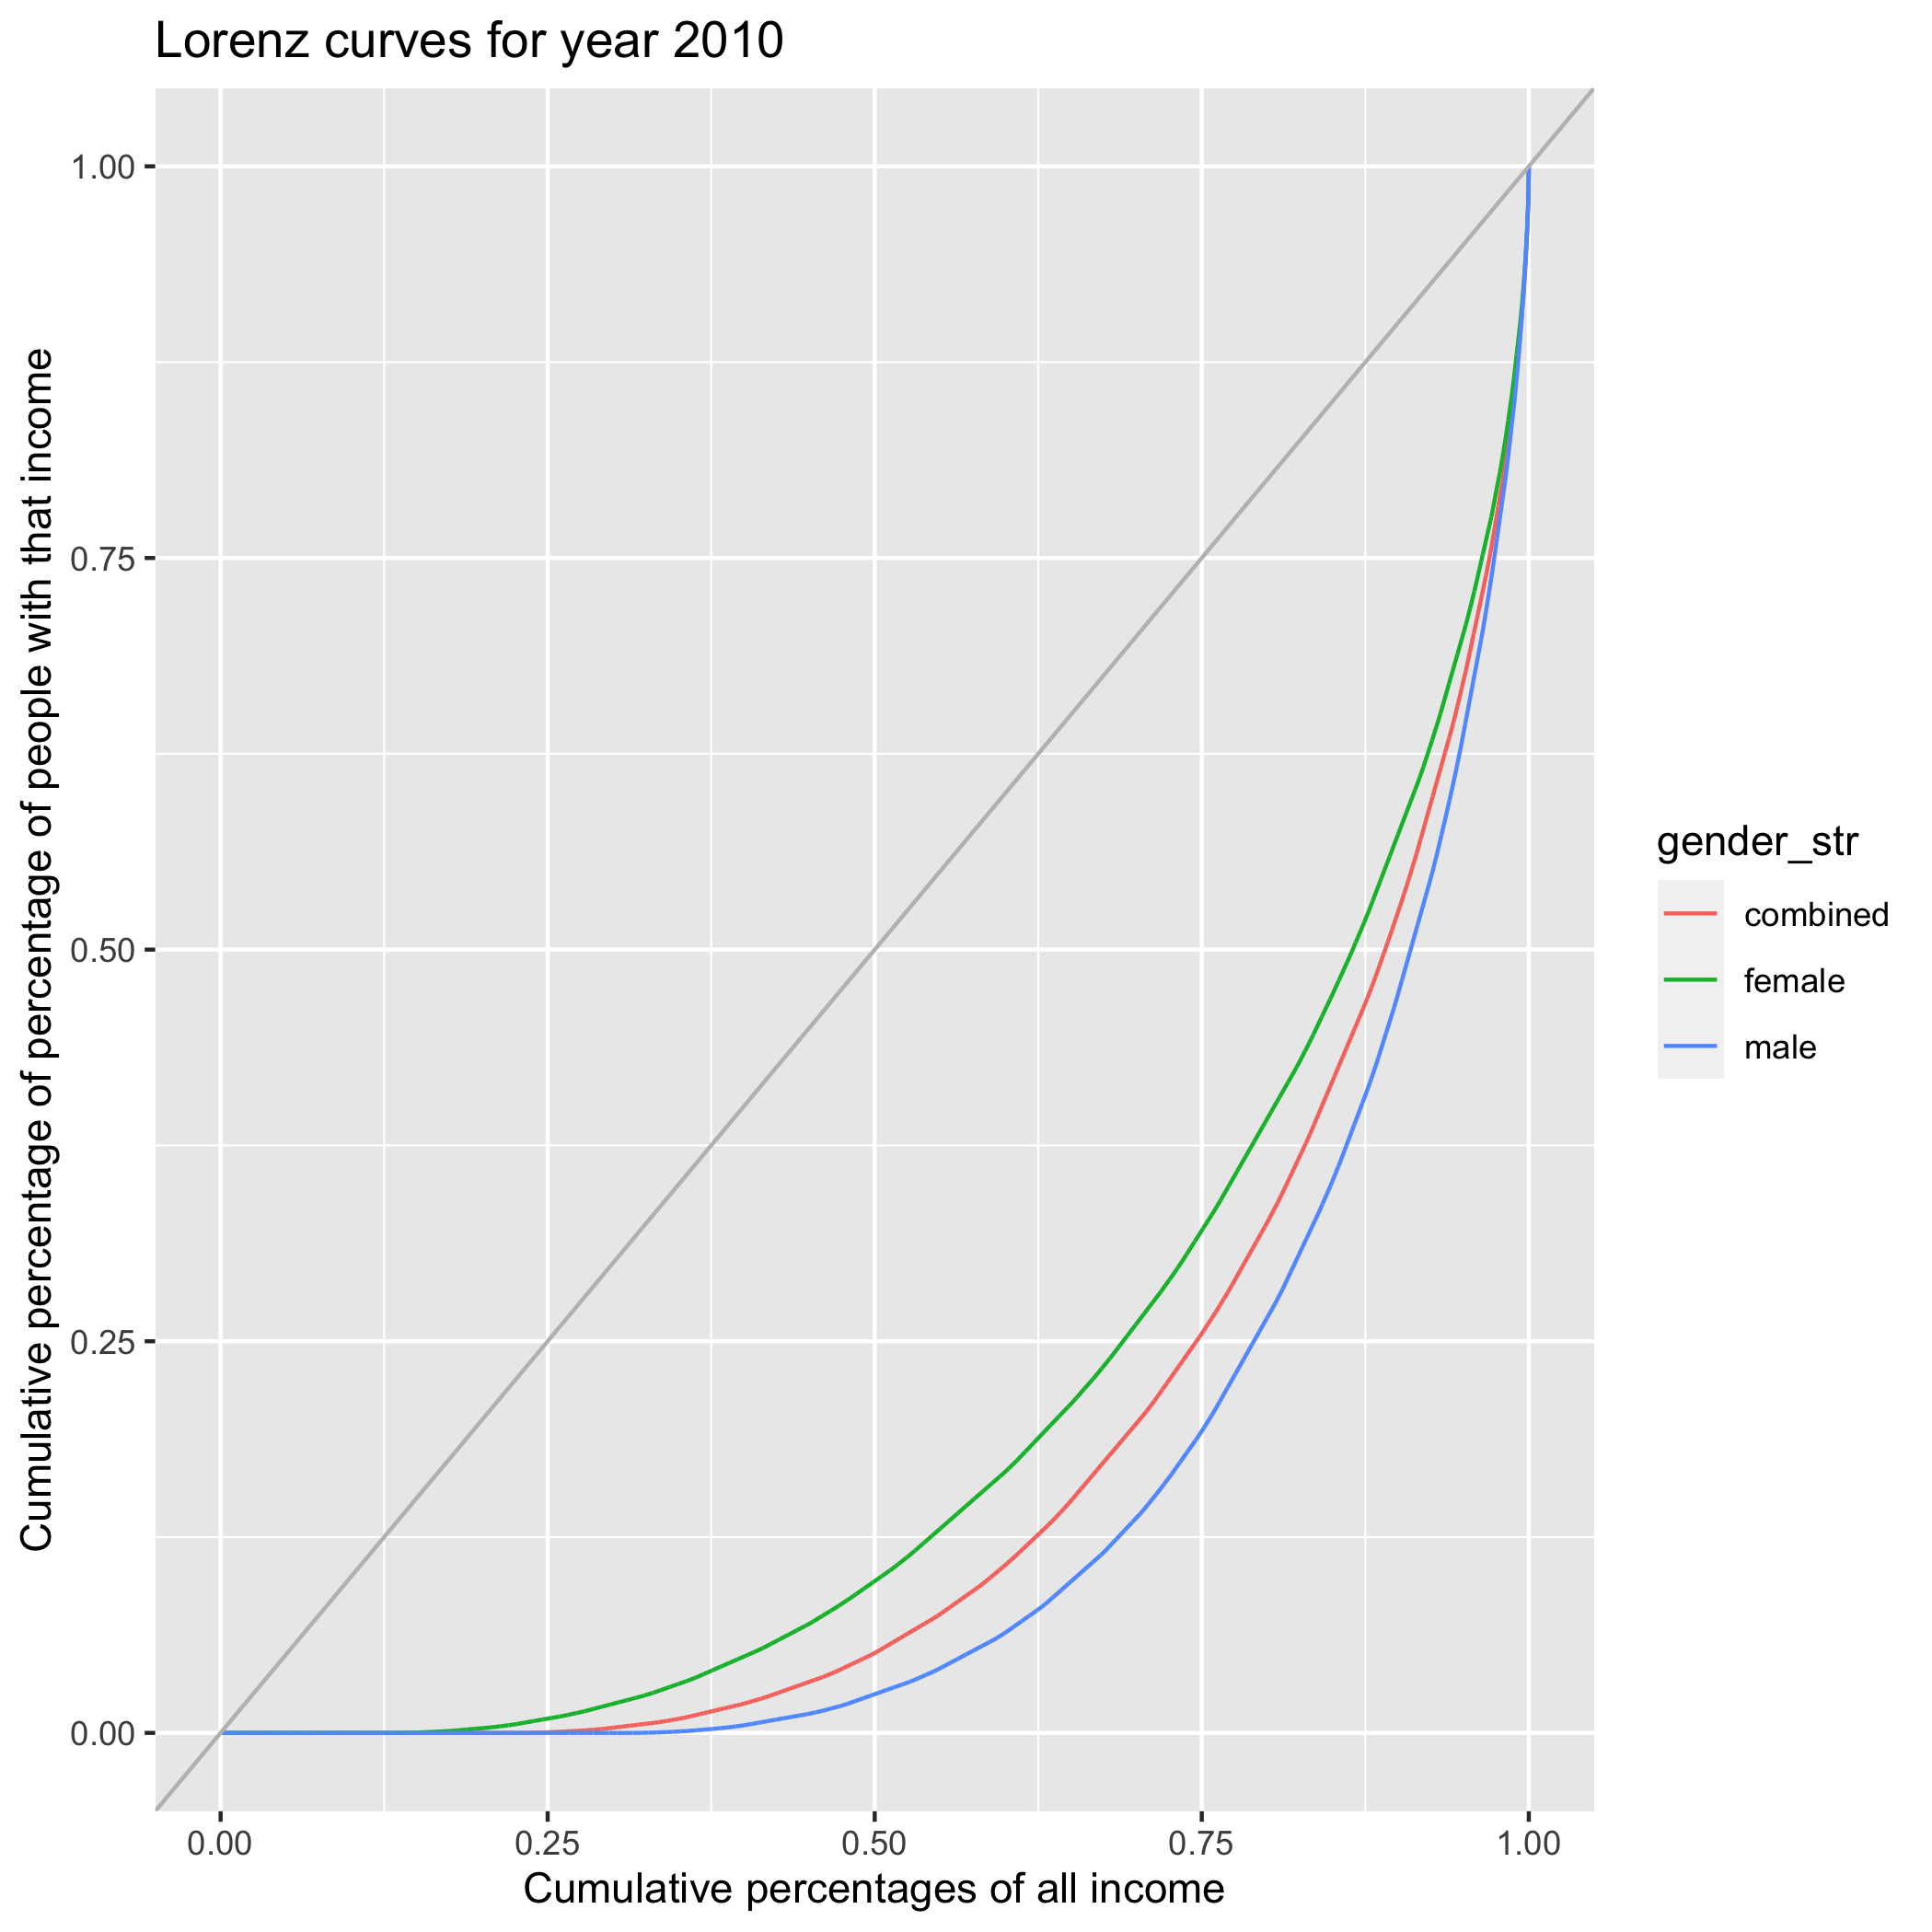 Lorenz curves for year 2010
Cumulative percentage of percentage of people with that income
1.00
0.75
0.50
0.25
0.00
0.00
0.25
0.50
0.75
1.00
Cumulative percentages of all income
gender_str
combined
female
male